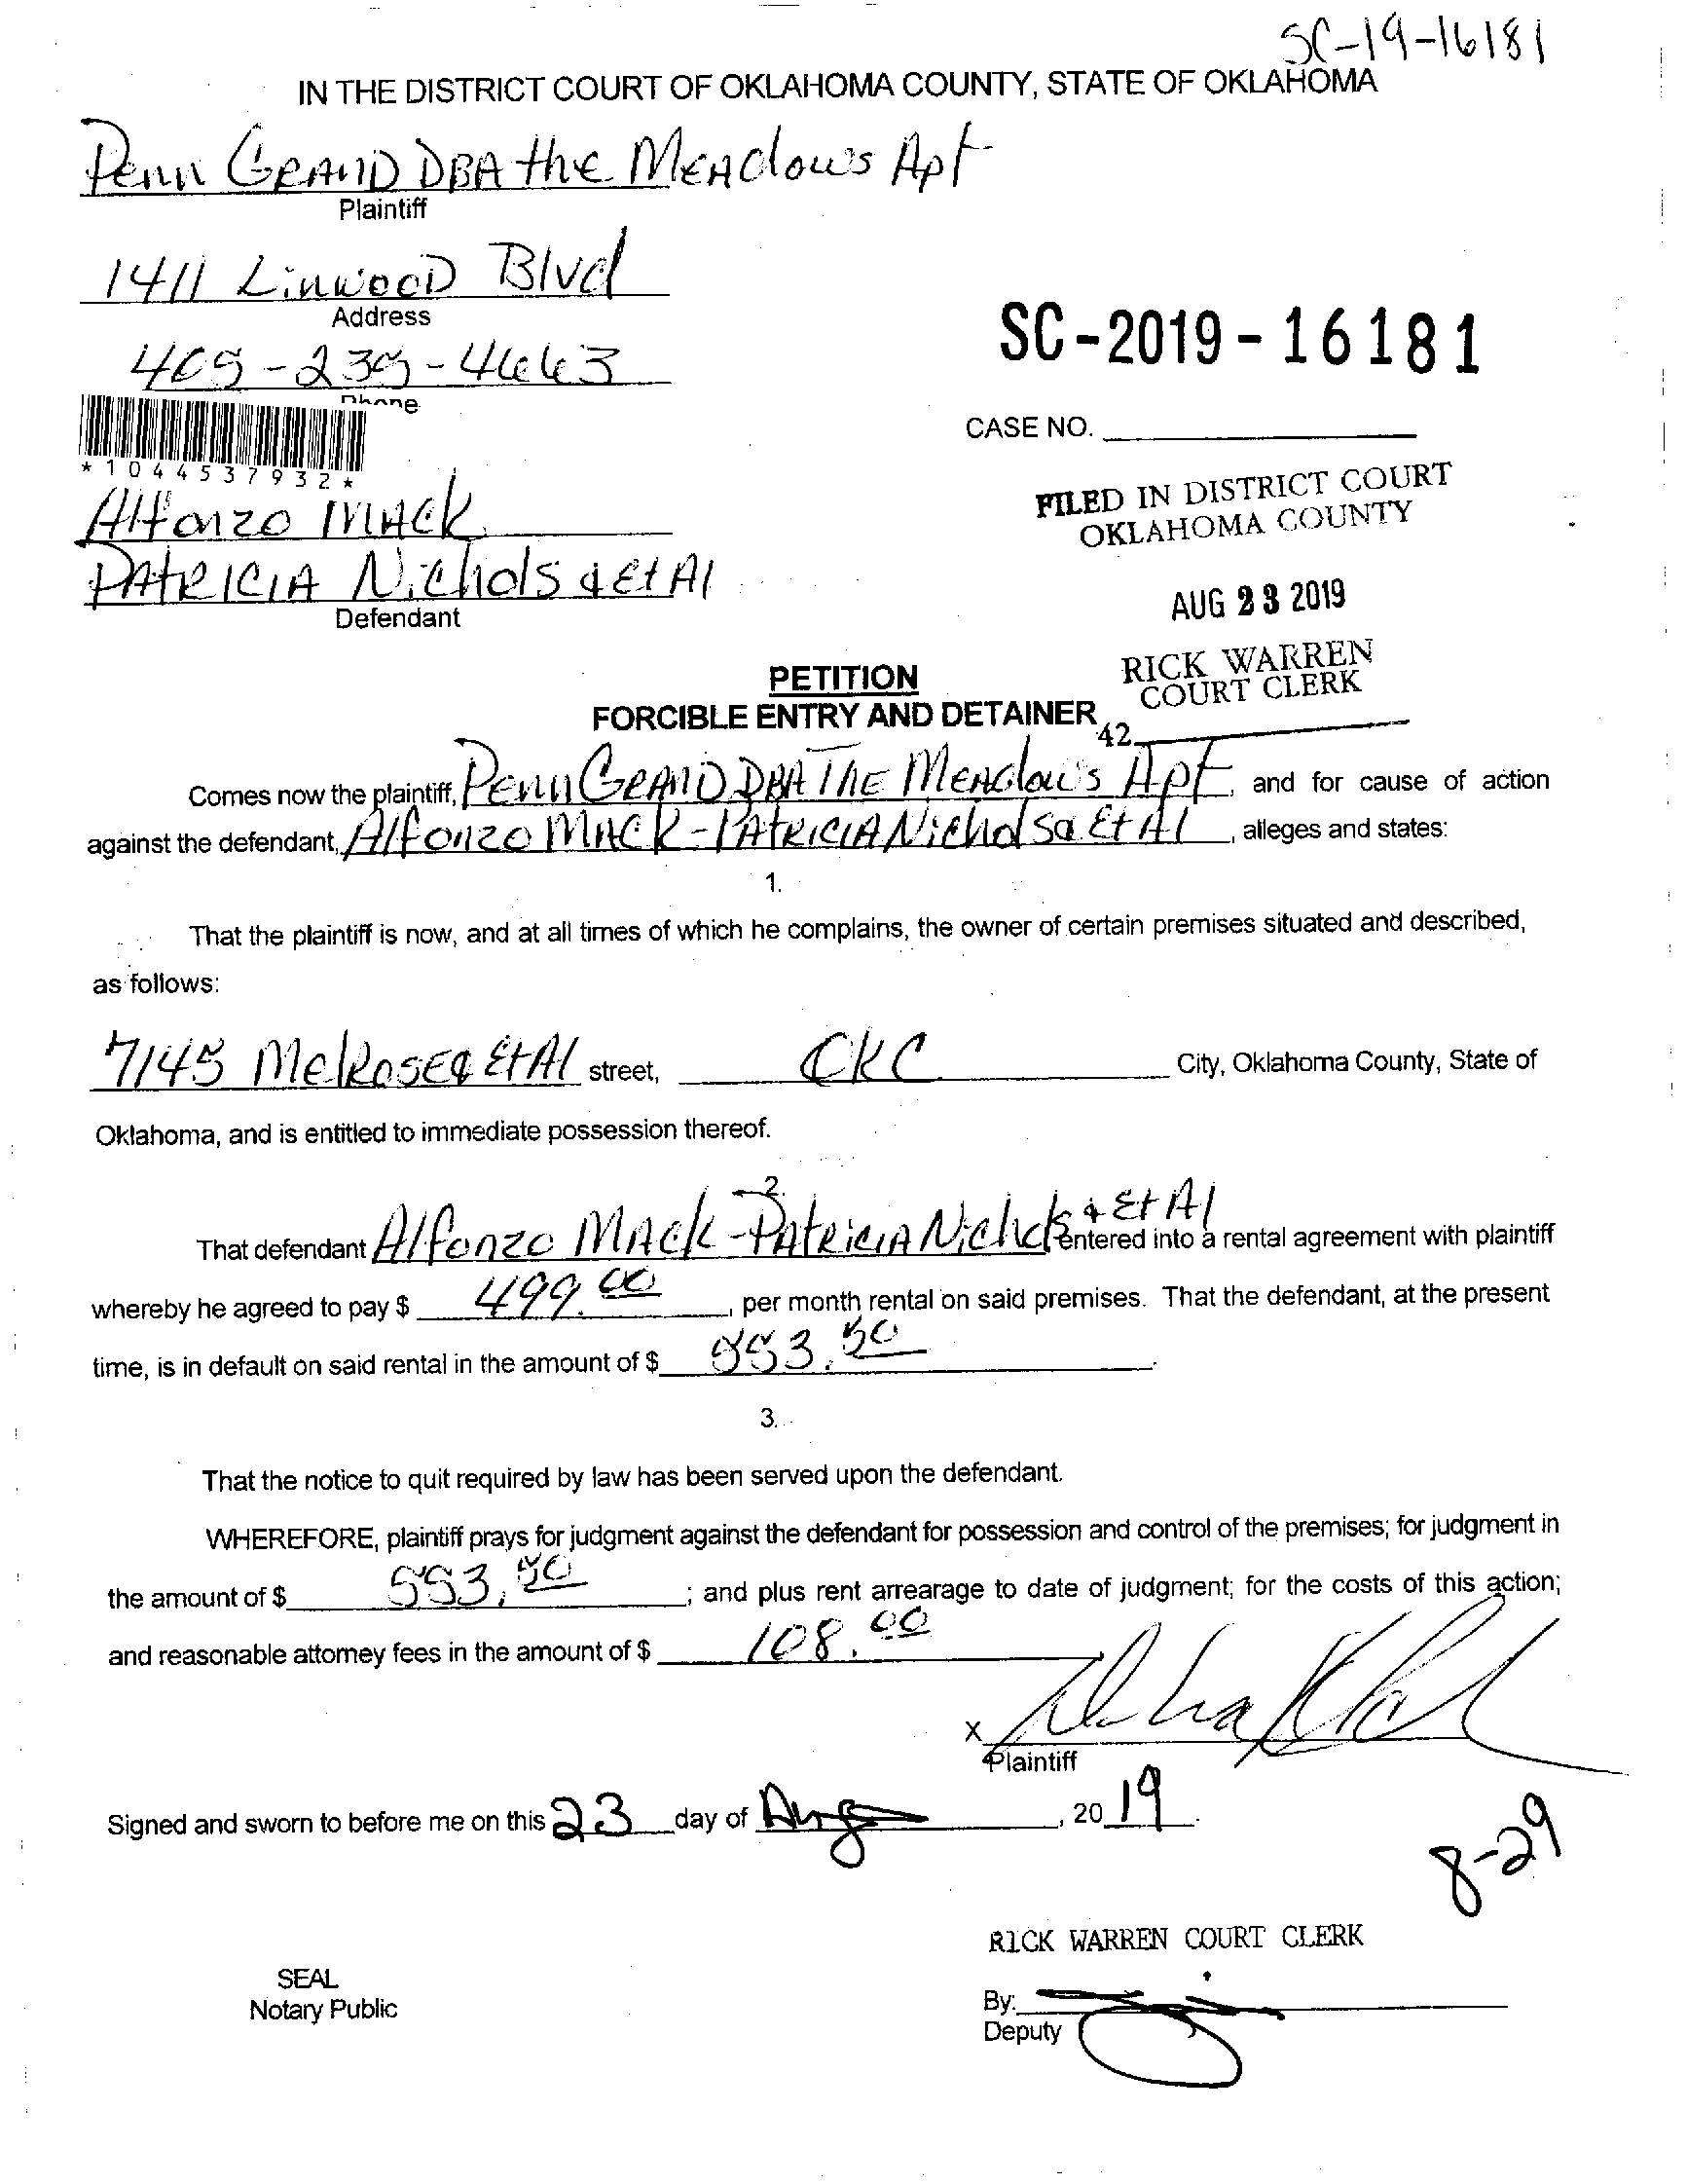 SC-19-16181
IN THE DISTRICT COURT OF OKLAHOMA COUNTY, STATE OF OKLAHOMA
Penn GRAND DBA the MEAdows Apt
Plaintiff
1411 LinwooD Blvd
Address
405-235-4663
Phone
SC-2019-16181
CASE NO.
*1044537932*
FILED IN DISTRICT COURT
OKLAHOMA COUNTY
Alfonzo MACK
PAtRICIA Nichols & Et Al
Defendant
AUG 23 2019
RICK WARREN
COURT CLERK
PETITION
FORCIBLE ENTRY AND DETAINER
42
Comes now the plaintiff, Penn GRAND DBA ThE MEAdows Apt, and for cause of action
against the defendant, Alfonzo MACK-PATRICIA Nichols & Et Al, alleges and states:
1.
That the plaintiff is now, and at all times of which he complains, the owner of certain premises situated and described,
as follows:
7145 MelRosE & Et Al street, OKC City, Oklahoma County, State of
Oklahoma, and is entitled to immediate possession thereof.
2.
That defendant Alfonzo MACK-PAtRiciA Nichols & Et Al entered into a rental agreement with plaintiff
whereby he agreed to pay $ 499.00, per month rental on said premises. That the defendant, at the present
time, is in default on said rental in the amount of $ 553.50.
3.
That the notice to quit required by law has been served upon the defendant.
WHEREFORE, plaintiff prays for judgment against the defendant for possession and control of the premises; for judgment in
the amount of $ 553.50; and plus rent arrearage to date of judgment; for the costs of this action;
and reasonable attorney fees in the amount of $ 108.00
X
Plaintiff
Signed and sworn to before me on this 23 day of Aug, 2019.
8-29
RICK WARREN COURT CLERK
SEAL
Notary Public
By:
Deputy